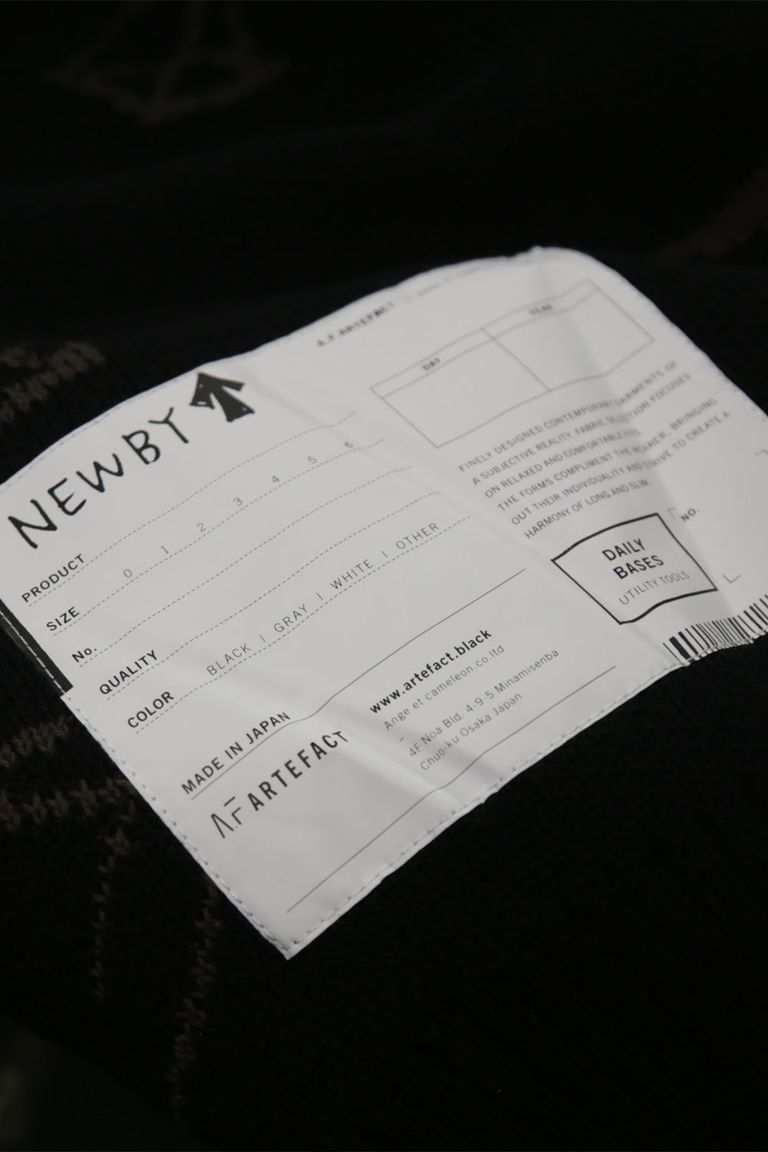 NEW BY
PRODUCT
SIZE 0 1 2 3 4 5 6
No.
QUALITY
COLOR BLACK | GRAY | WHITE | OTHER
MADE IN JAPAN
AF ARTEFACT
www.artefact.black
Ange et cameleon.co ltd
4F Noa Bld. 4-9-5 Minamisenba
Chuo-ku Osaka Japan
A.F ARTEFACT
DAY YEAR
FINELY DESIGNED CONTEMPORARY GARMENTS OF
A SUBJECTIVE REALITY. FABRIC SELECTION FOCUSES
ON RELAXED AND COMFORTABLE
THE FORMS COMPLIMENT THE WEARER, BRINGING
OUT THEIR INDIVIDUALITY AND STRIVE TO CREATE A
HARMONY OF LONG AND SLIM.
NO.
DAILY
BASES
UTILITY TOOLS